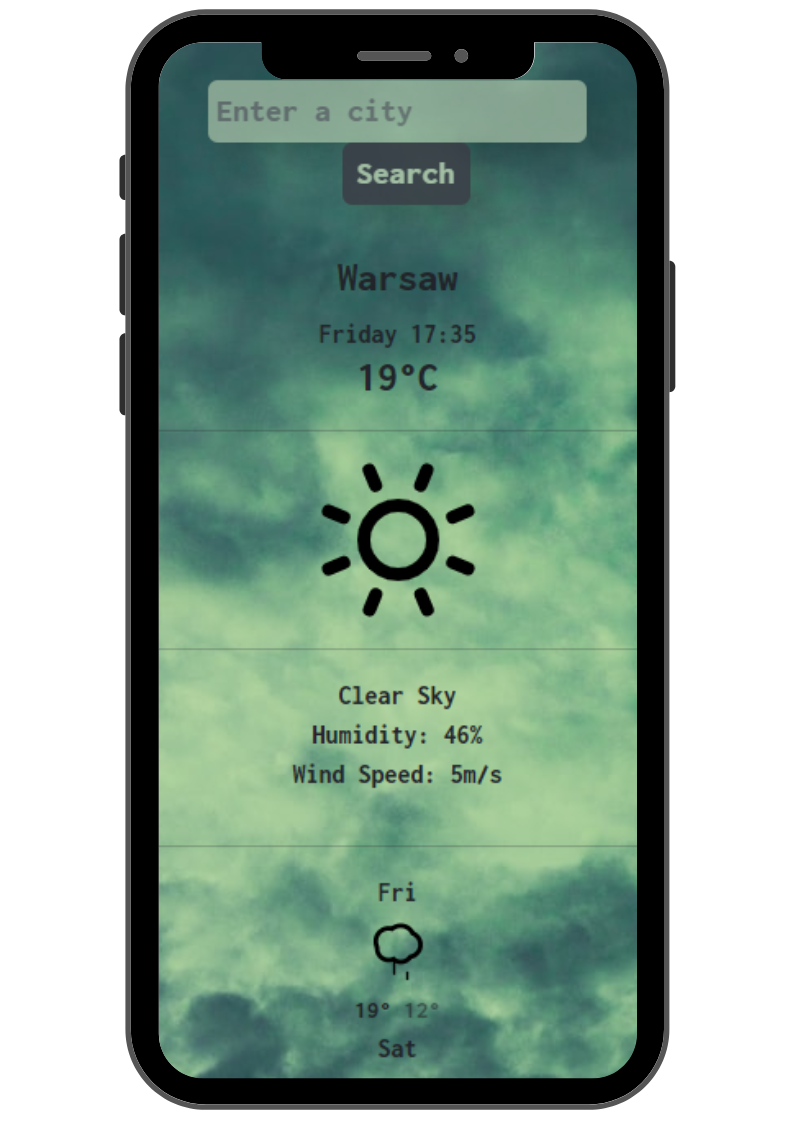 Enter a city
Search
Warsaw
Friday 17:35
19°C
Clear Sky
Humidity: 46%
Wind Speed: 5m/s
Fri
19° 12°
Sat